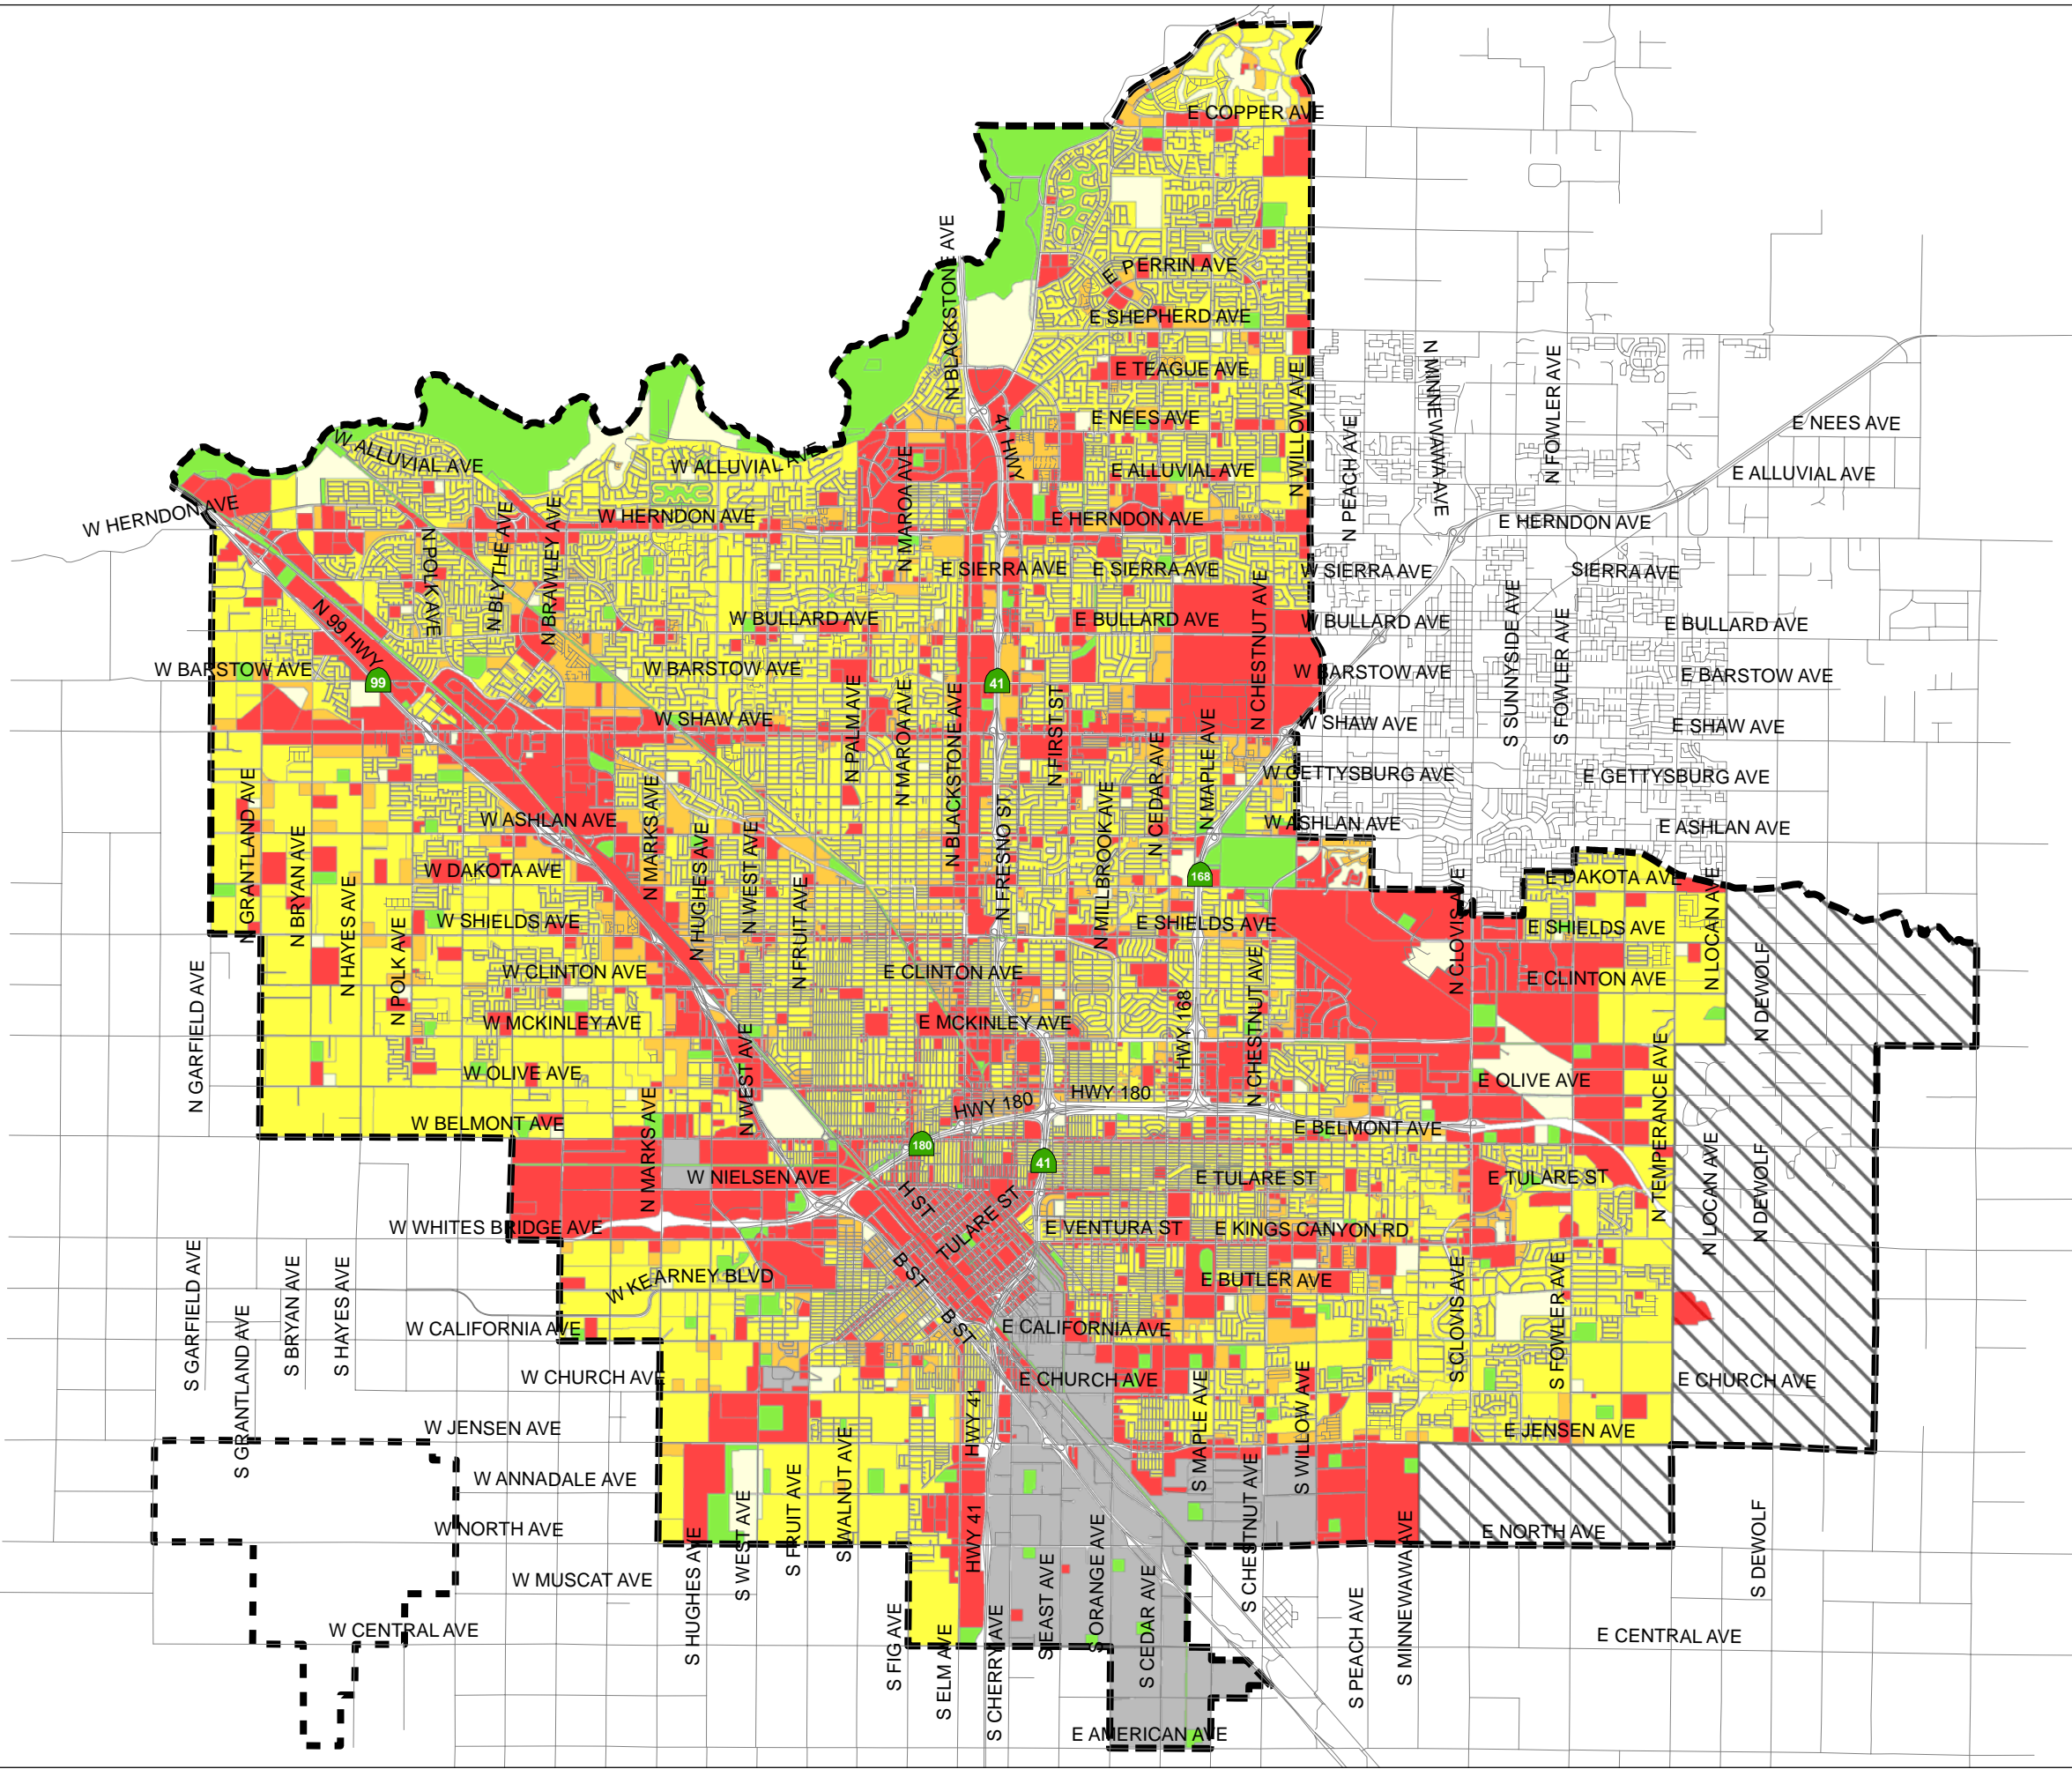 E COPPER AVE
N BLACKSTONE AVE
E PERRIN AVE
E SHEPHERD AVE
E TEAGUE AVE
N WILLOW AVE
N MINNEWAWA AVE
N FOWLER AVE
E NEES AVE
41 HWY
N PEACH AVE
E NEES AVE
W ALLUVIAL AVE
W ALLUVIAL AVE
N MAROA AVE
E ALLUVIAL AVE
E ALLUVIAL AVE
W HERNDON AVE
W HERNDON AVE
E HERNDON AVE
E HERNDON AVE
N POLK AVE
N BLYTHE AVE
N BRAWLEY AVE
E SIERRA AVE
E SIERRA AVE
W SIERRA AVE
SIERRA AVE
N 99 HWY
W BULLARD AVE
E BULLARD AVE
N CHESTNUT AVE
W BULLARD AVE
S SUNNYSIDE AVE
S FOWLER AVE
E BULLARD AVE
W BARSTOW AVE
99
W BARSTOW AVE
41
W BARSTOW AVE
E BARSTOW AVE
W SHAW AVE
N PALM AVE
N MAROA AVE
N BLACKSTONE AVE
N FIRST ST
N CEDAR AVE
N MAPLE AVE
W SHAW AVE
E SHAW AVE
W GETTYSBURG AVE
E GETTYSBURG AVE
N GRANTLAND AVE
N BRYAN AVE
W ASHLAN AVE
N MARKS AVE
N HUGHES AVE
N WEST AVE
N FRESNO ST
N MILLBROOK AVE
W ASHLAN AVE
E ASHLAN AVE
N HAYES AVE
W DAKOTA AVE
N FRUIT AVE
168
E DAKOTA AVE
N POLK AVE
W SHIELDS AVE
E SHIELDS AVE
N CLOVIS AVE
E SHIELDS AVE
N LOCAN AVE
N DEWOLF
N GARFIELD AVE
W CLINTON AVE
E CLINTON AVE
N CHESTNUT AVE
E CLINTON AVE
W MCKINLEY AVE
N WEST AVE
E MCKINLEY AVE
HWY 168
N TEMPERANCE AVE
W OLIVE AVE
N MARKS AVE
HWY 180
HWY 180
E OLIVE AVE
W BELMONT AVE
180
E BELMONT AVE
N LOCAN AVE
N DEWOLF
W NIELSEN AVE
H ST
41
E TULARE ST
E TULARE ST
W WHITES BRIDGE AVE
TULARE ST
E VENTURA ST
E KINGS CANYON RD
S GARFIELD AVE
S GRANTLAND AVE
S BRYAN AVE
S HAYES AVE
W KEARNEY BLVD
B ST
E BUTLER AVE
S CLOVIS AVE
S FOWLER AVE
W CALIFORNIA AVE
B ST
E CALIFORNIA AVE
W CHURCH AVE
E CHURCH AVE
S MAPLE AVE
S WILLOW AVE
E CHURCH AVE
W JENSEN AVE
HWY 41
E JENSEN AVE
W ANNADALE AVE
S WEST AVE
S FRUIT AVE
S WALNUT AVE
S CHESTNUT AVE
W NORTH AVE
S HUGHES AVE
HWY 41
S EAST AVE
S ORANGE AVE
S CEDAR AVE
S MINNEWAWA AVE
E NORTH AVE
S DEWOLF
W MUSCAT AVE
S FIG AVE
S ELM AVE
S CHERRY AVE
S PEACH AVE
W CENTRAL AVE
E CENTRAL AVE
E AMERICAN AVE